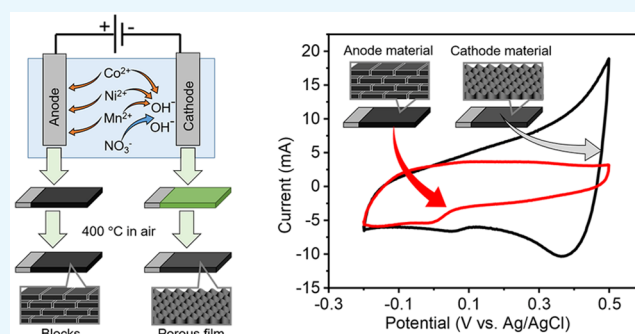 + -
Anode
Cathode
Co²⁺
Ni²⁺
OH⁻
Mn²⁺
OH⁻
NO₃⁻
400 °C in air
Blocks
Porous film
Anode material
Cathode material
Current (mA)
22.5
20
15
10
5
0
-5
-10
-15
-0.3
-0.1
0.1
0.3
0.5
Potential (V vs. Ag/AgCl)